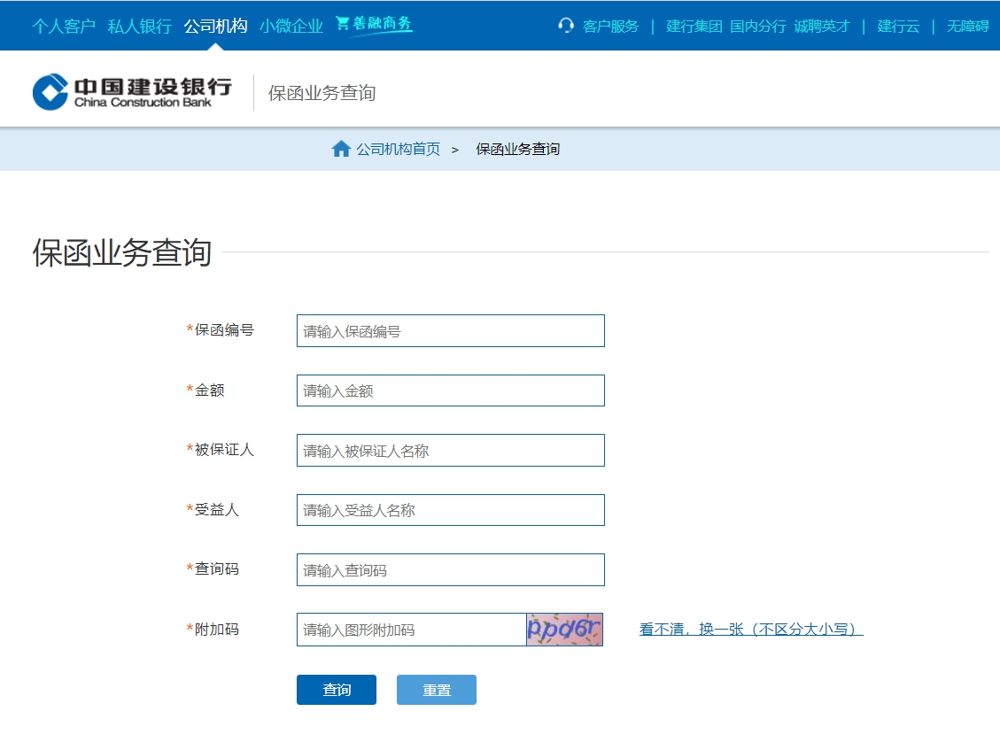 个人客户 私人银行 公司机构 小微企业 善融商务 客户服务 | 建行集团 国内分行 诚聘英才 | 建行云 | 无障碍
中国建设银行
China Construction Bank
保函业务查询
公司机构首页 > 保函业务查询
保函业务查询
*保函编号 请输入保函编号
*金额 请输入金额
*被保证人 请输入被保证人名称
*受益人 请输入受益人名称
*查询码 请输入查询码
*附加码 请输入图形附加码 ppd6r 看不清，换一张（不区分大小写）
查询 重置